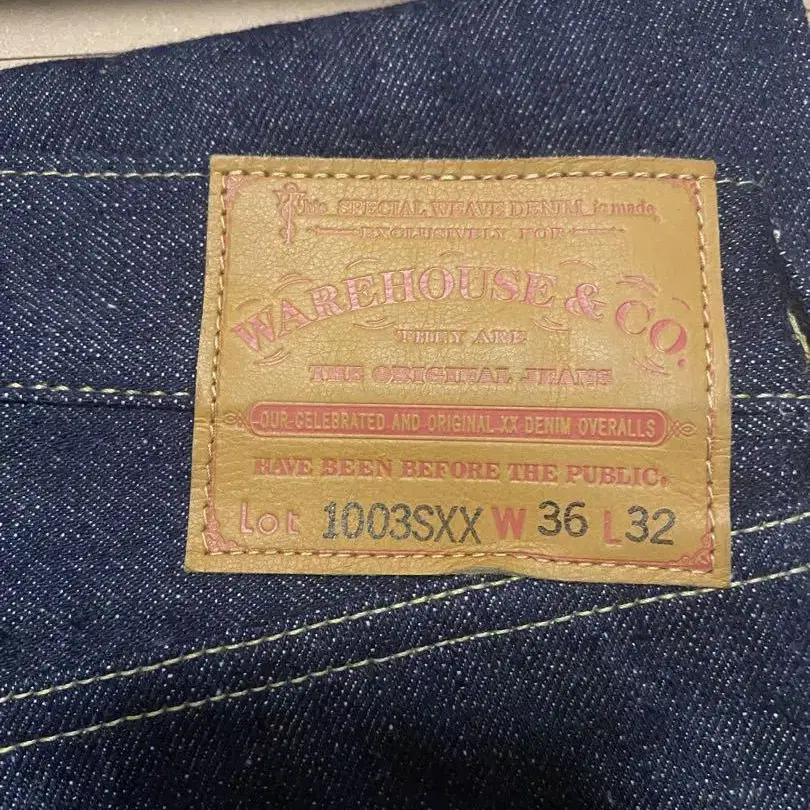 This SPECIAL WEAVE DENIM is made
EXCLUSIVELY FOR
WAREHOUSE & CO.
THEY ARE
THE ORIGINAL JEANS
OUR CELEBRATED AND ORIGINAL XX DENIM OVERALLS
HAVE BEEN BEFORE THE PUBLIC.
Lot 1003SXX W 36 L 32